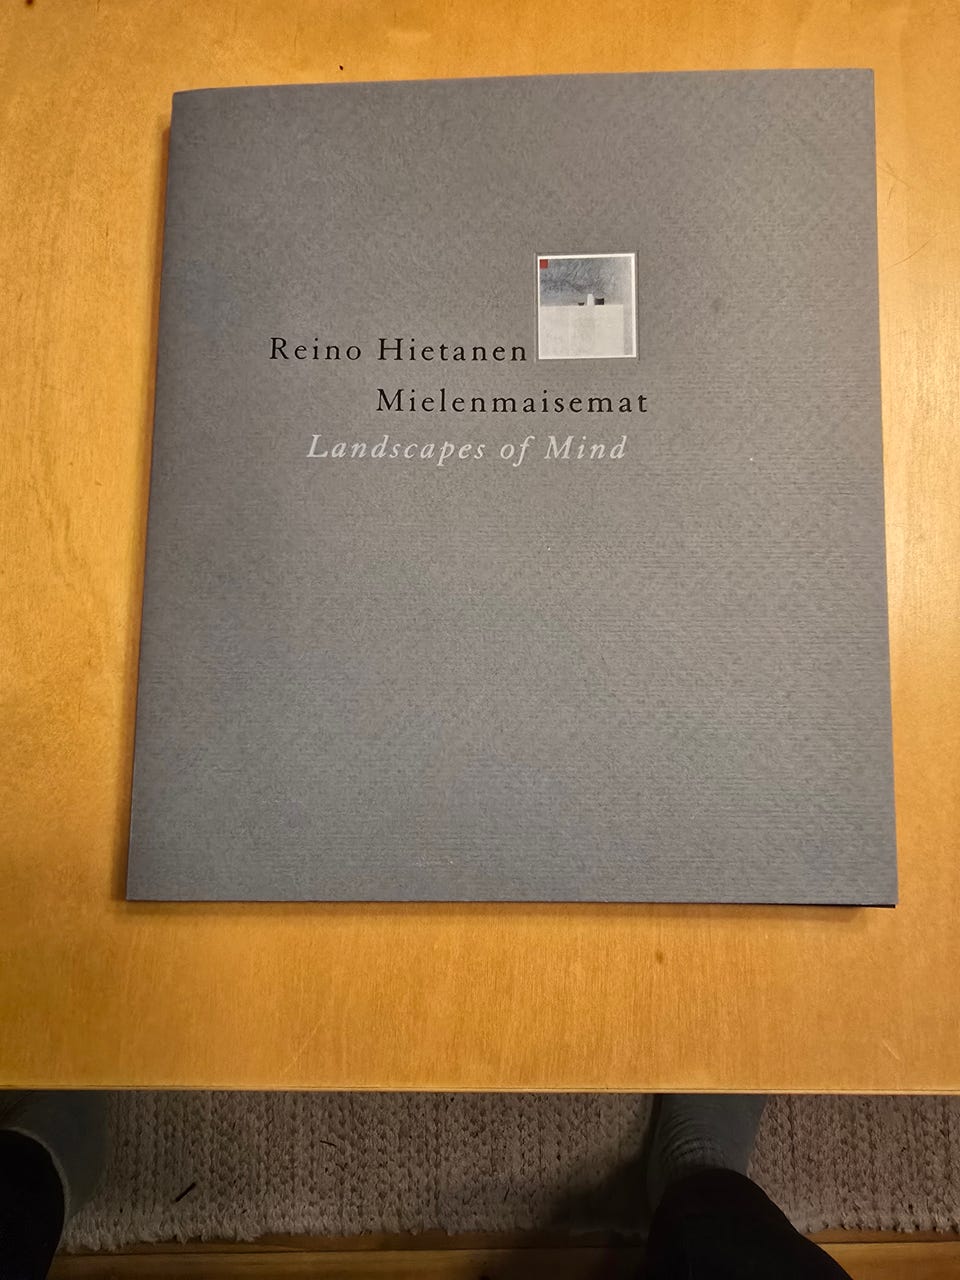 Reino Hietanen
Mielenmaisemat
Landscapes of Mind